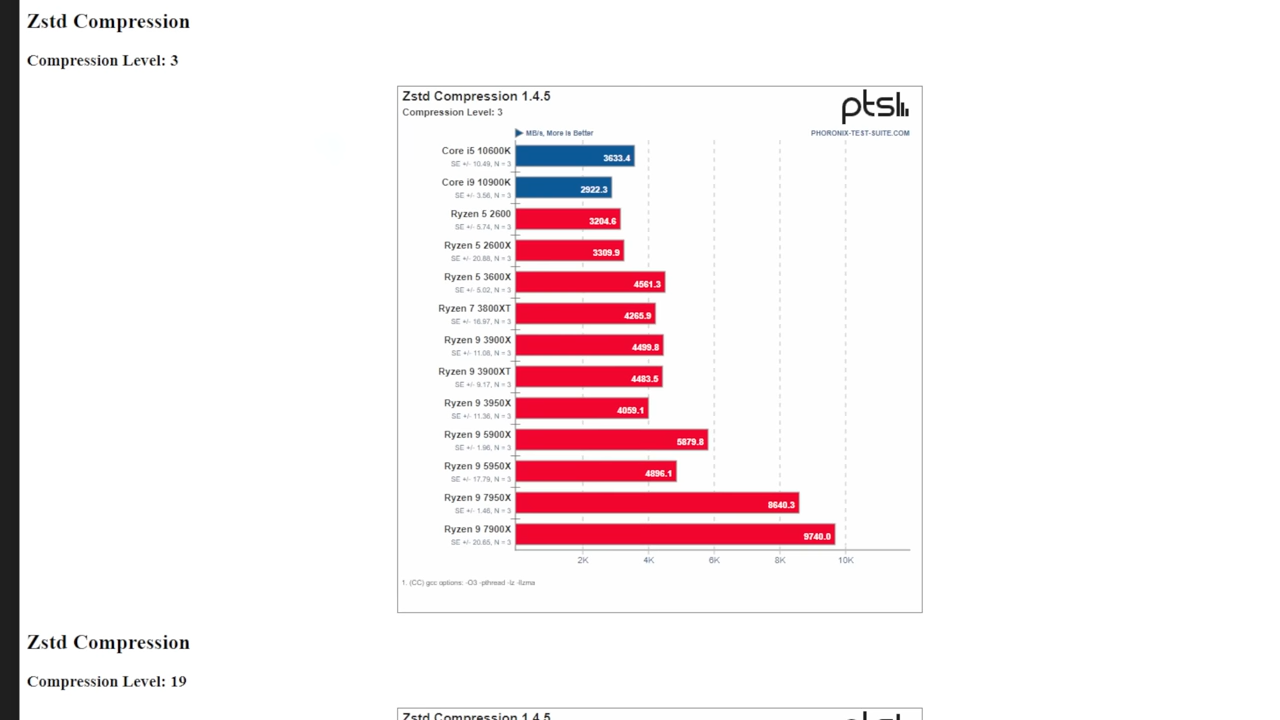 Zstd Compression
Compression Level: 3
Zstd Compression 1.4.5
Compression Level: 3
ptsl
MB/s, More Is Better
PHORONIX-TEST-SUITE.COM
Core i5 10600K
SE +/- 10.49, N = 3
3633.4
Core i9 10900K
SE +/- 3.56, N = 3
2922.3
Ryzen 5 2600
SE +/- 5.74, N = 3
3204.6
Ryzen 5 2600X
SE +/- 20.88, N = 3
3309.9
Ryzen 5 3600X
SE +/- 5.02, N = 3
4561.3
Ryzen 7 3800XT
SE +/- 16.97, N = 3
4265.9
Ryzen 9 3900X
SE +/- 11.08, N = 3
4499.8
Ryzen 9 3900XT
SE +/- 9.17, N = 3
4483.5
Ryzen 9 3950X
SE +/- 11.36, N = 3
4059.1
Ryzen 9 5900X
SE +/- 1.96, N = 3
5879.8
Ryzen 9 5950X
SE +/- 17.79, N = 3
4896.1
Ryzen 9 7950X
SE +/- 1.46, N = 3
8640.3
Ryzen 9 7900X
SE +/- 20.65, N = 3
9740.0
2K 4K 6K 8K 10K
1. (CC) gcc options: -O3 -pthread -lz -llzma
Zstd Compression
Compression Level: 19
Zstd Compression 1.4.5